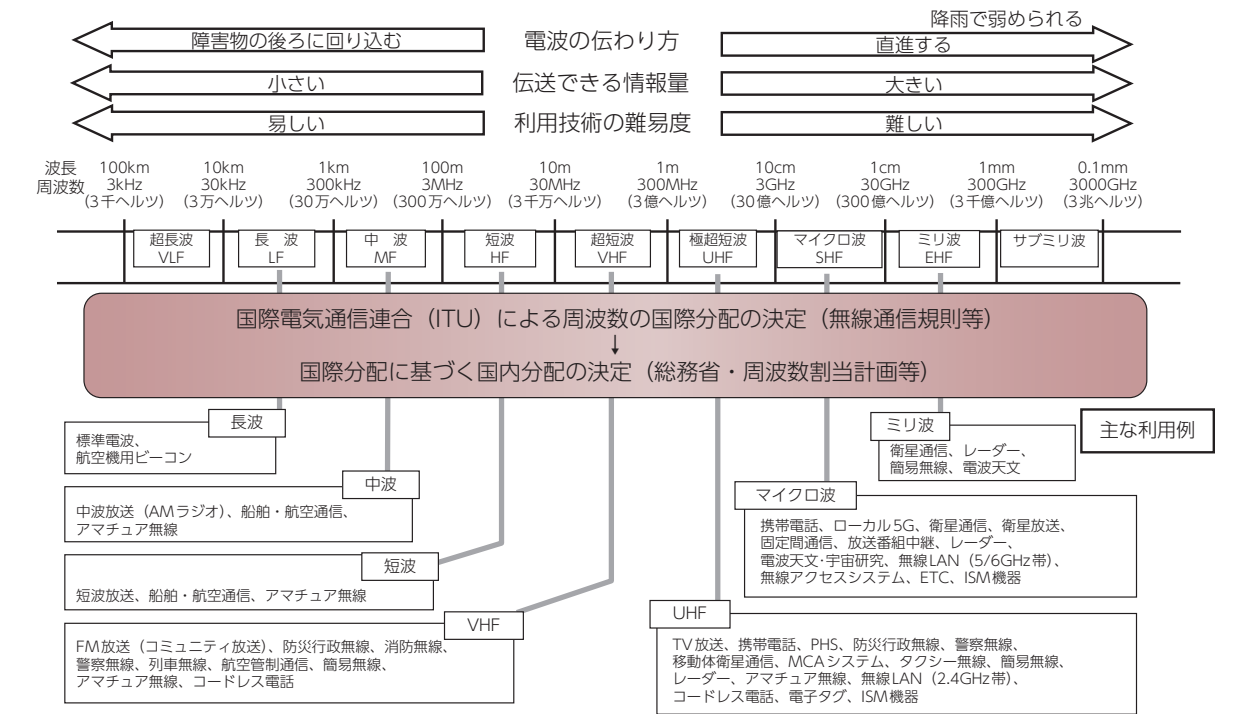 降雨で弱められる
障害物の後ろに回り込む 電波の伝わり方 直進する
小さい 伝送できる情報量 大きい
易しい 利用技術の難易度 難しい
波長 100km 10km 1km 100m 10m 1m 10cm 1cm 1mm 0.1mm
周波数 3kHz 30kHz 300kHz 3MHz 30MHz 300MHz 3GHz 30GHz 300GHz 3000GHz
(3千ヘルツ) (3万ヘルツ) (30万ヘルツ) (300万ヘルツ) (3千万ヘルツ) (3億ヘルツ) (30億ヘルツ) (300億ヘルツ) (3千億ヘルツ) (3兆ヘルツ)
超長波 長 波 中 波 短波 超短波 極超短波 マイクロ波 ミリ波 サブミリ波
VLF LF MF HF VHF UHF SHF EHF
国際電気通信連合（ITU）による周波数の国際分配の決定（無線通信規則等）
↓
国際分配に基づく国内分配の決定（総務省・周波数割当計画等）
長波
標準電波、
航空機用ビーコン
中波
中波放送（AMラジオ）、船舶・航空通信、
アマチュア無線
短波
短波放送、船舶・航空通信、アマチュア無線
VHF
FM放送（コミュニティ放送）、防災行政無線、消防無線、
警察無線、列車無線、航空管制通信、簡易無線、
アマチュア無線、コードレス電話
主な利用例
ミリ波
衛星通信、レーダー、
簡易無線、電波天文
マイクロ波
携帯電話、ローカル5G、衛星通信、衛星放送、
固定間通信、放送番組中継、レーダー、
電波天文・宇宙研究、無線LAN（5/6GHz帯）、
無線アクセスシステム、ETC、ISM機器
UHF
TV放送、携帯電話、PHS、防災行政無線、警察無線、
移動体衛星通信、MCAシステム、タクシー無線、簡易無線、
レーダー、アマチュア無線、無線LAN（2.4GHz帯）、
コードレス電話、電子タグ、ISM機器